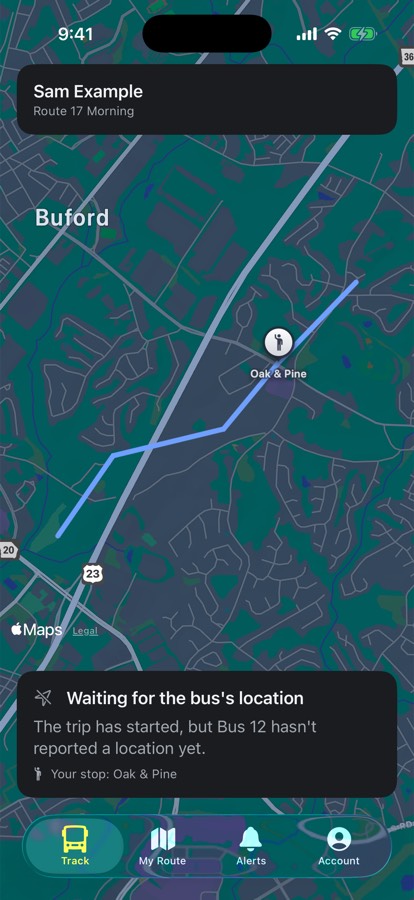 9:41
36
Sam Example
Route 17 Morning
Buford
Oak & Pine
20
23
Maps Legal
Waiting for the bus's location
The trip has started, but Bus 12 hasn't
reported a location yet.
Your stop: Oak & Pine
Track
My Route
Alerts
Account